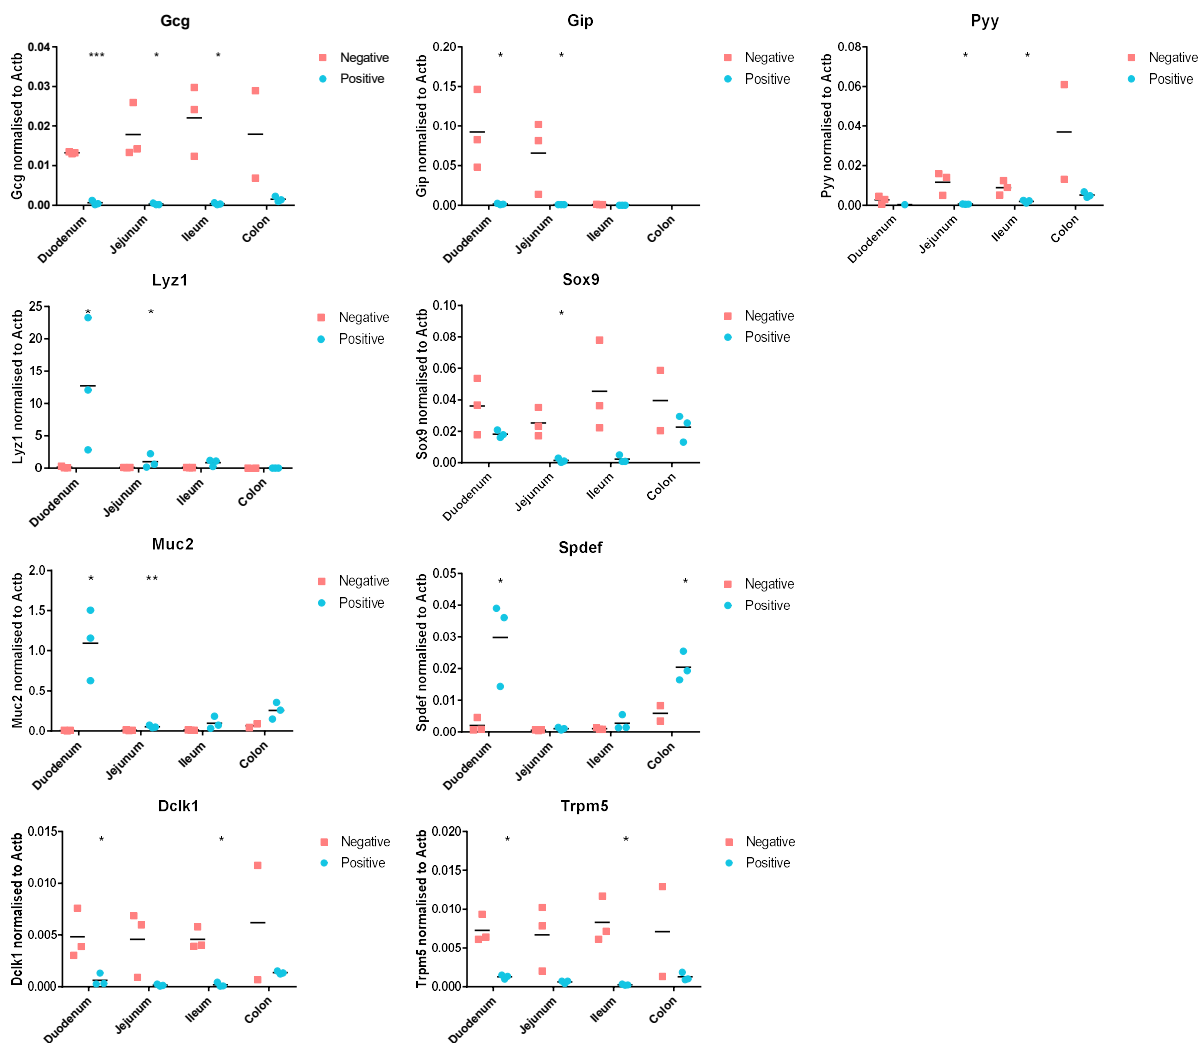 Gcg
Gcg normalised to Actb
0.04
0.03
0.02
0.01
0.00
*** * *
Negative
Positive
Duodenum
Jejunum
Ileum
Colon
Gip
Gip normalised to Actb
0.20
0.15
0.10
0.05
0.00
* *
Negative
Positive
Duodenum
Jejunum
Ileum
Colon
Pyy
Pyy normalised to Actb
0.08
0.06
0.04
0.02
0.00
* *
Negative
Positive
Duodenum
Jejunum
Ileum
Colon
Lyz1
Lyz1 normalised to Actb
25
20
15
10
5
0
* *
Negative
Positive
Duodenum
Jejunum
Ileum
Colon
Sox9
Sox9 normalised to Actb
0.10
0.08
0.06
0.04
0.02
0.00
*
Negative
Positive
Duodenum
Jejunum
Ileum
Colon
Muc2
Muc2 normalised to Actb
2.0
1.5
1.0
0.5
0.0
* **
Negative
Positive
Duodenum
Jejunum
Ileum
Colon
Spdef
Spdef normalised to Actb
0.05
0.04
0.03
0.02
0.01
0.00
* *
Negative
Positive
Duodenum
Jejunum
Ileum
Colon
Dclk1
Dclk1 normalised to Actb
0.015
0.010
0.005
0.000
* *
Negative
Positive
Duodenum
Jejunum
Ileum
Colon
Trpm5
Trpm5 normalised to Actb
0.020
0.015
0.010
0.005
0.000
* *
Negative
Positive
Duodenum
Jejunum
Ileum
Colon